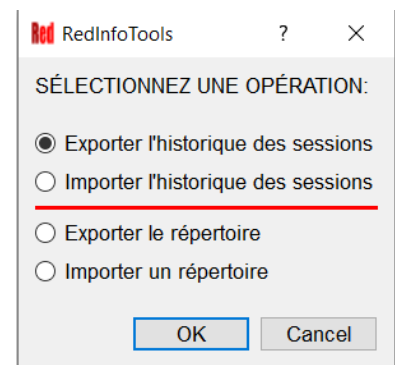 Red RedInfoTools ?
SÉLECTIONNEZ UNE OPÉRATION:
Exporter l'historique des sessions
Importer l'historique des sessions
Exporter le répertoire
Importer un répertoire
OK Cancel